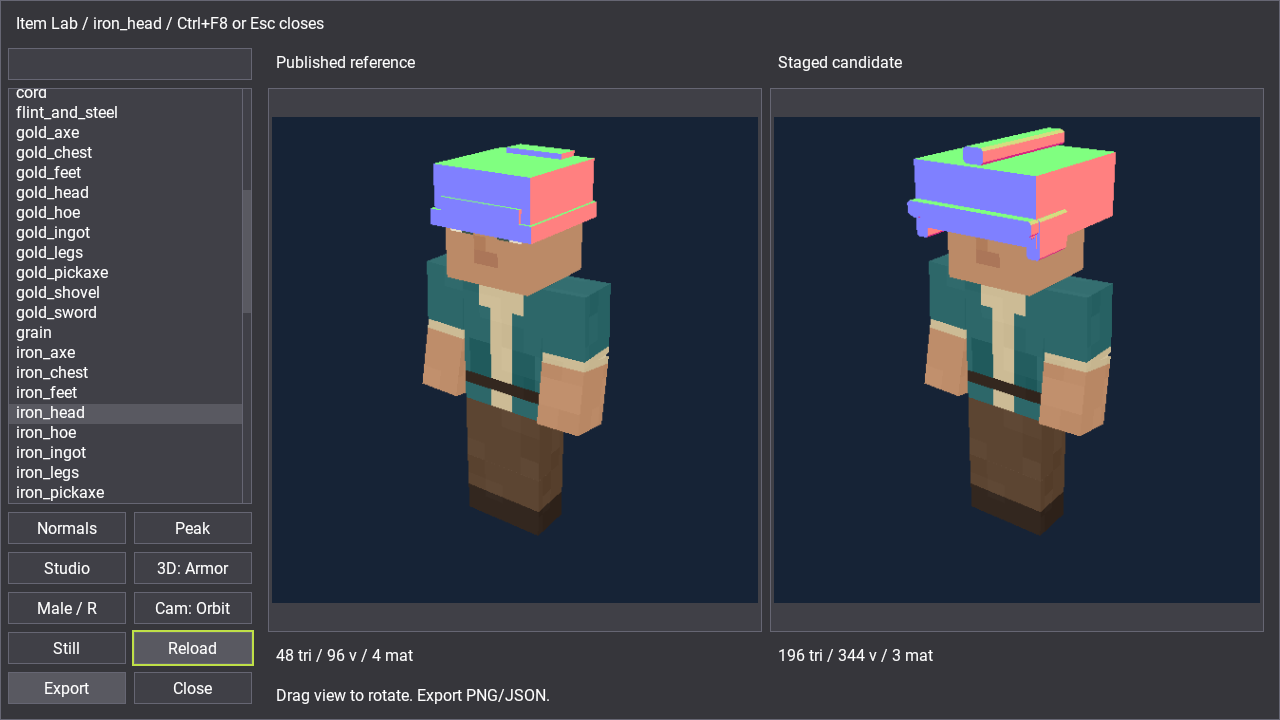 Item Lab / iron_head / Ctrl+F8 or Esc closes
Published reference
Staged candidate
cord
flint_and_steel
gold_axe
gold_chest
gold_feet
gold_head
gold_hoe
gold_ingot
gold_legs
gold_pickaxe
gold_shovel
gold_sword
grain
iron_axe
iron_chest
iron_feet
iron_head
iron_hoe
iron_ingot
iron_legs
iron_pickaxe
Normals
Peak
Studio
3D: Armor
Male / R
Cam: Orbit
Still
Reload
Export
Close
48 tri / 96 v / 4 mat
196 tri / 344 v / 3 mat
Drag view to rotate. Export PNG/JSON.